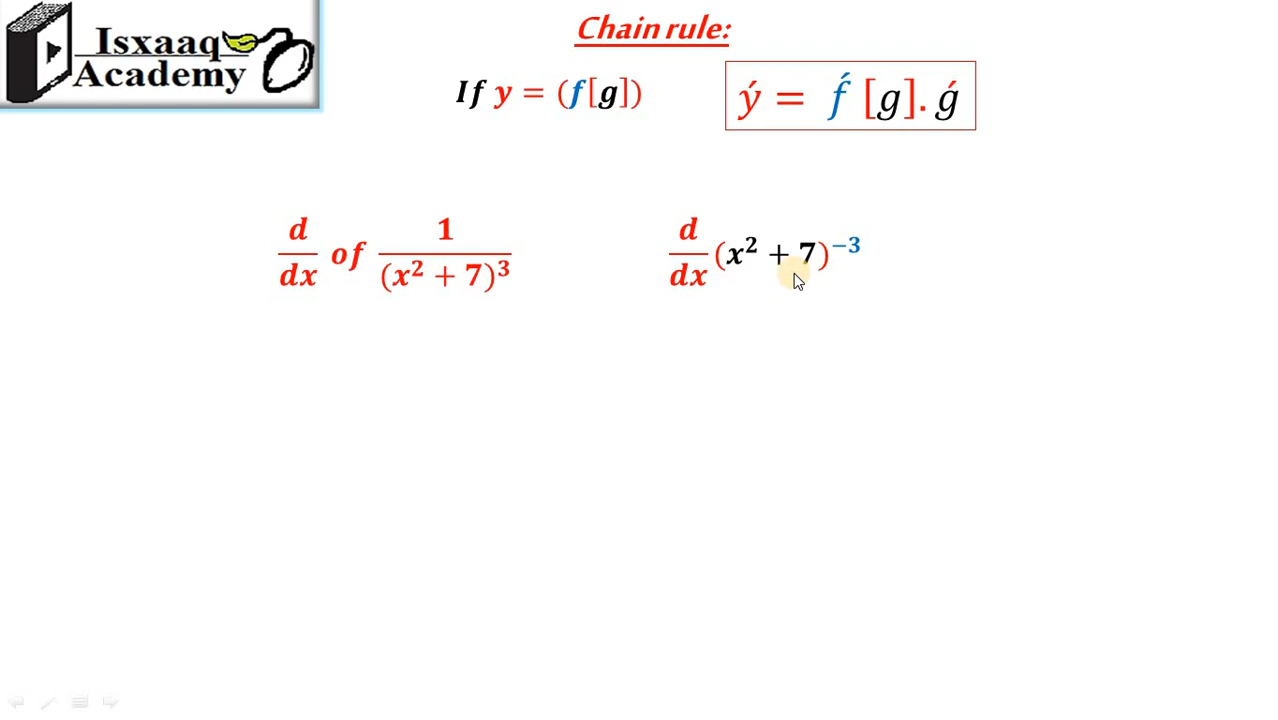 Isxaaq
Academy
Chain rule:
If y = (f[g])
ý = f́ [g]. ǵ
d/dx of 1/(x² + 7)³
d/dx (x² + 7)⁻³